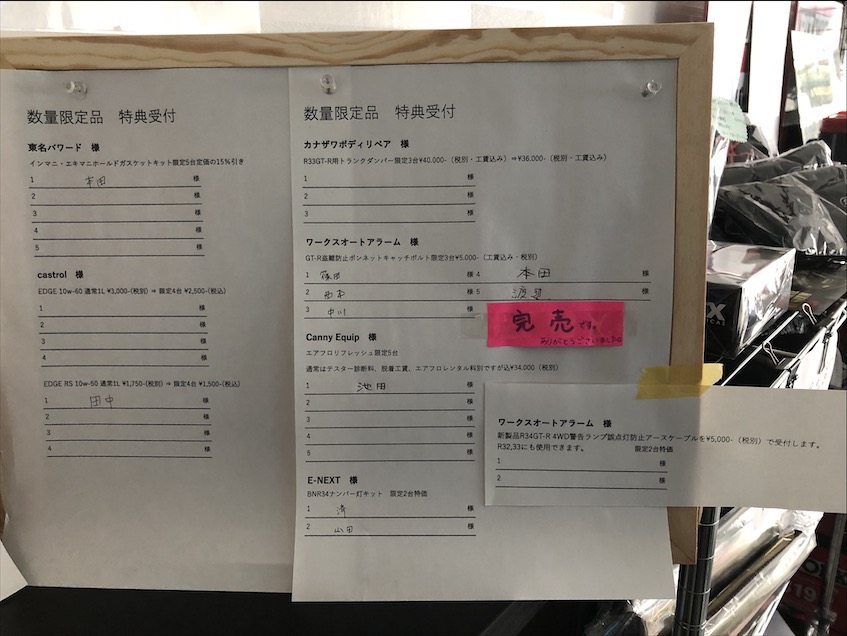 数量限定品　特典受付
東名パワード　様
インマニ・エキマニホールドガスケットキット限定5台定価の15%引き
1 本田 様
2 様
3 様
4 様
5 様
castrol　様
EDGE 10w-60 通常1L ¥3,000-(税別) ⇒ 限定4台 ¥2,500-(税込)
1 様
2 様
3 様
4 様
EDGE RS 10w-50 通常1L ¥1,750-(税別) ⇒ 限定4台 ¥1,500-(税込)
1 田中 様
2 様
3 様
4 様
数量限定品　特典受付
カナザワボディリペア　様
R33GT-R用トランクダンパー限定3台¥40,000-（税別・工賃込み）⇒¥36,000-（税別・工賃込み）
1 様
2 様
3 様
ワークスオートアラーム　様
GT-R盗難防止ボンネットキャッチボルト限定3台¥5,000-（工賃込み・税別）
1 篠田 様 4 本田 様
2 西本 様 5 渡邊 様
3 中川 様
完売です。
ありがとうございました
Canny Equip　様
エアフロリフレッシュ限定5台
通常はテスター診断料、脱着工賃、エアフロレンタル料別ですが込¥34,000（税別）
1 池田 様
2 様
3 様
4 様
5 様
E-NEXT　様
BNR34ナンバー灯キット　限定2台特価
1 様
2 山田 様
ワークスオートアラーム　様
新製品R34GT-R 4WD警告ランプ誤点灯防止アースケーブルを¥5,000-（税別）で受付します。
R32,33にも使用できます。　限定2台特価
1 様
2 様